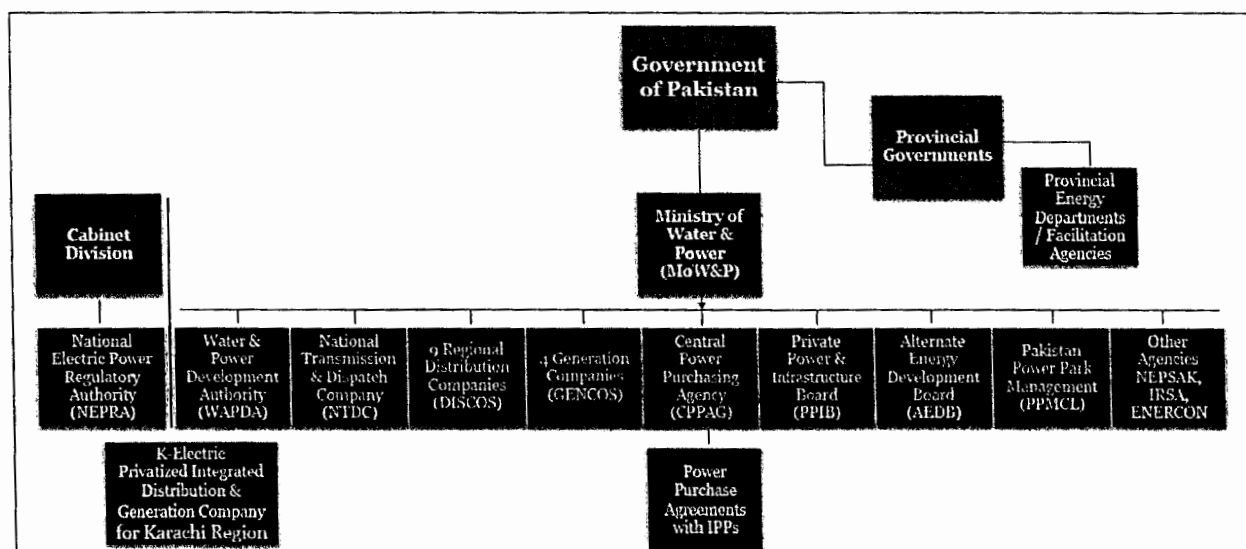 Government
of Pakistan
Provincial
Governments
Provincial
Energy
Departments
/ Facilitation
Agencies
Cabinet
Division
Ministry of
Water &
Power
(MoW&P)
National
Electric Power
Regulatory
Authority
(NEPRA)
Water &
Power
Development
Authority
(WAPDA)
National
Transmission
& Dispatch
Company
(NTDC)
9 Regional
Distribution
Companies
(DISCOS)
4 Generation
Companies
(GENCOS)
Central
Power
Purchasing
Agency
(CPPAG)
Private
Power &
Infrastructure
Board
(PPIB)
Alternate
Energy
Development
Board
(AEDB)
Pakistan
Power Park
Management
(PPMCL)
Other
Agencies
NEPSAK,
IRSA,
ENERCON
K-Electric
Privatized Integrated
Distribution &
Generation Company
for Karachi Region
Power
Purchase
Agreements
with IPPs